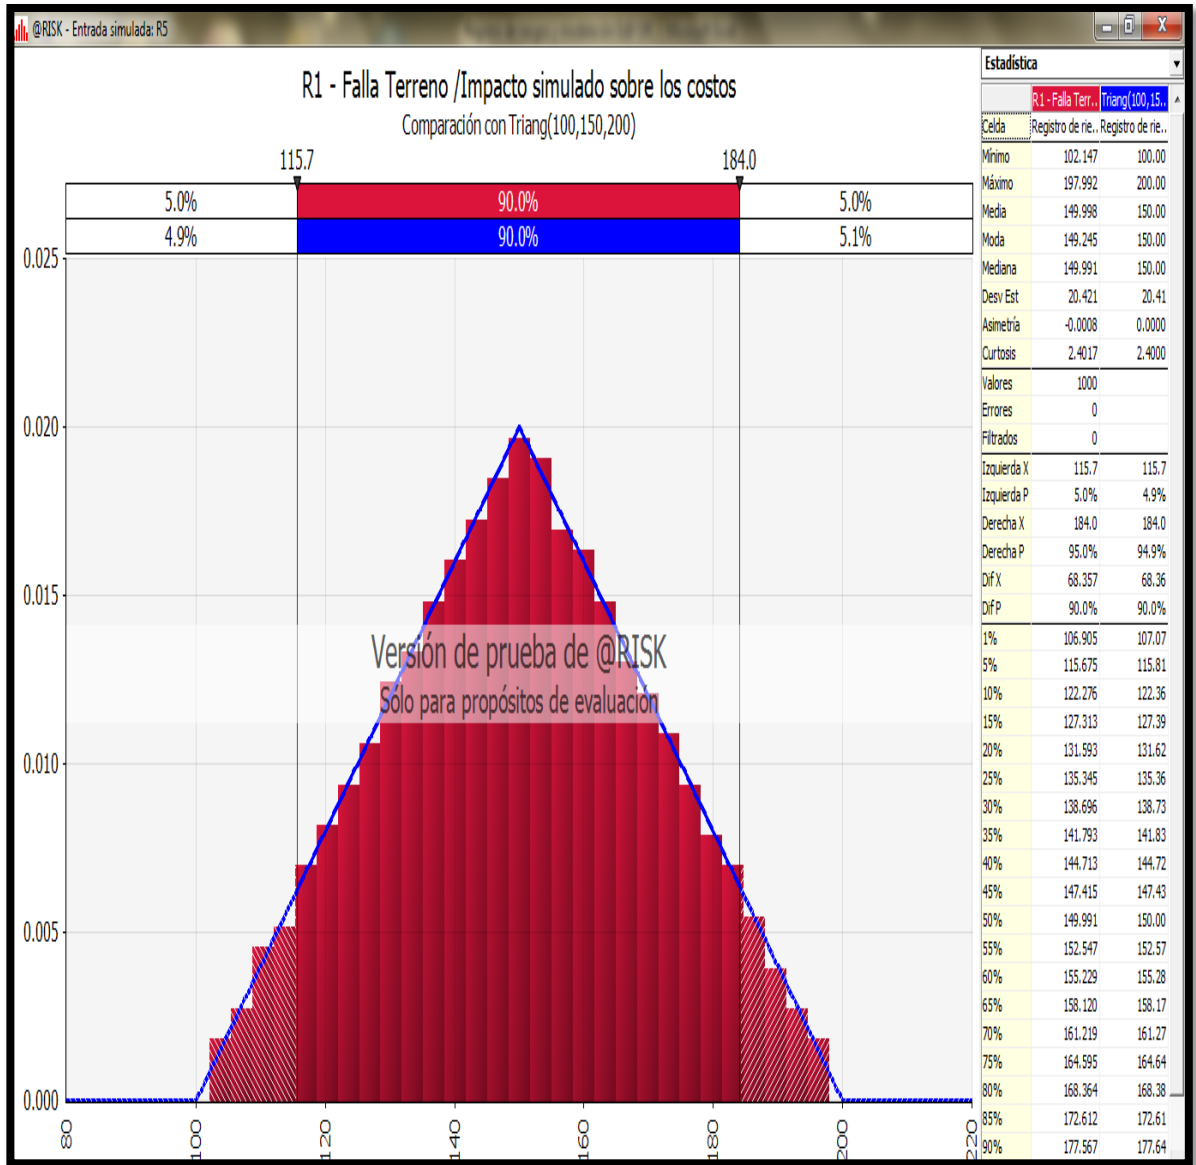 @RISK - Entrada simulada: R5
R1 - Falla Terreno /Impacto simulado sobre los costos
Comparación con Triang(100,150,200)
115.7 184.0
5.0% 90.0% 5.0%
4.9% 90.0% 5.1%
0.025
0.020
0.015
0.010
0.005
0.000
80 100 120 140 160 180 200 220
Versión de prueba de @RISK
Sólo para propósitos de evaluación
Estadística
R1 - Falla Terr.. Triang(100,15..
Celda Registro de rie.. Registro de rie..
Mínimo 102.147 100.00
Máximo 197.992 200.00
Media 149.998 150.00
Moda 149.245 150.00
Mediana 149.991 150.00
Desv Est 20.421 20.41
Asimetría -0.0008 0.0000
Curtosis 2.4017 2.4000
Valores 1000
Errores 0
Filtrados 0
Izquierda X 115.7 115.7
Izquierda P 5.0% 4.9%
Derecha X 184.0 184.0
Derecha P 95.0% 94.9%
Dif X 68.357 68.36
Dif P 90.0% 90.0%
1% 106.905 107.07
5% 115.675 115.81
10% 122.276 122.36
15% 127.313 127.39
20% 131.593 131.62
25% 135.345 135.36
30% 138.696 138.73
35% 141.793 141.83
40% 144.713 144.72
45% 147.415 147.43
50% 149.991 150.00
55% 152.547 152.57
60% 155.229 155.28
65% 158.120 158.17
70% 161.219 161.27
75% 164.595 164.64
80% 168.364 168.38
85% 172.612 172.61
90% 177.567 177.64